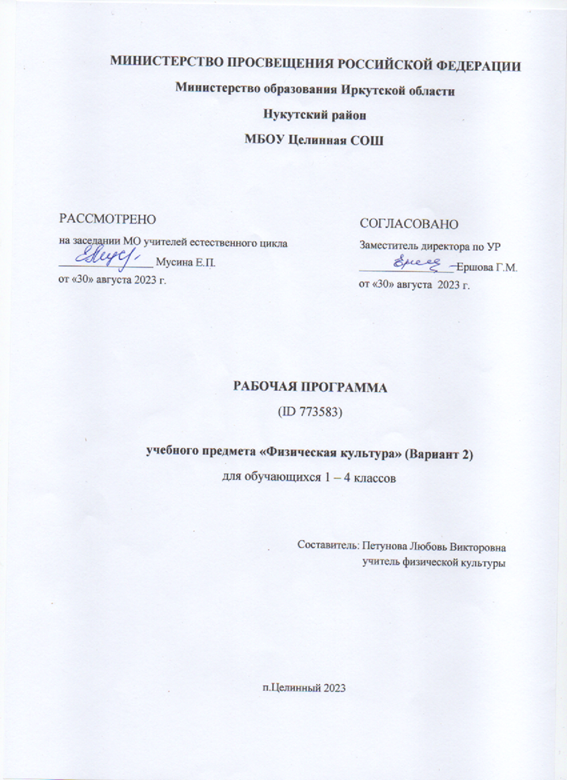 МИНИСТЕРСТВО ПРОСВЕЩЕНИЯ РОССИЙСКОЙ ФЕДЕРАЦИИ
Министерство образования Иркутской области
Нукутский район
МБОУ Целинная СОШ
РАССМОТРЕНО
на заседании МО учителей естественного цикла
Мусина Е.П.
от «30» августа 2023 г.
СОГЛАСОВАНО
Заместитель директора по УР
Ершова Г.М.
от «30» августа 2023 г.
РАБОЧАЯ ПРОГРАММА
(ID 773583)
учебного предмета «Физическая культура» (Вариант 2)
для обучающихся 1 – 4 классов
Составитель: Петунова Любовь Викторовна
учитель физической культуры
п.Целинный 2023